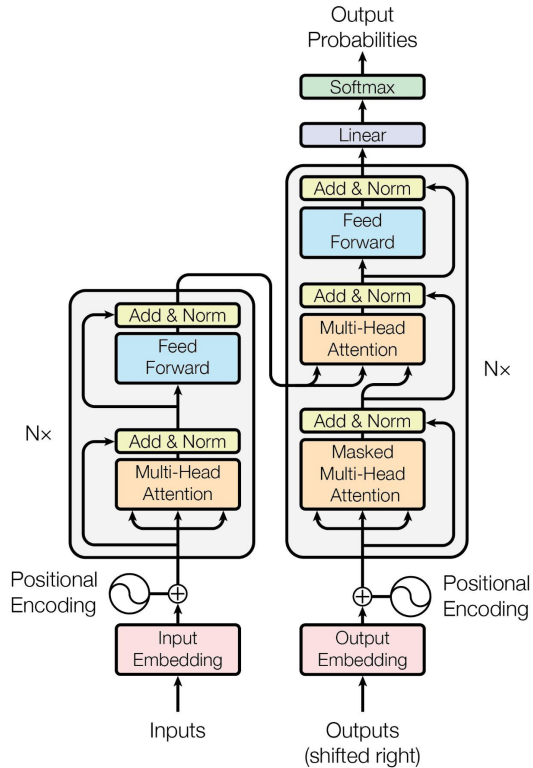 Output
Probabilities
Softmax
Linear
Add & Norm
Feed
Forward
Add & Norm
Multi-Head
Attention
Nx
Add & Norm
Masked
Multi-Head
Attention
Positional
Encoding
Output
Embedding
Outputs
(shifted right)
Add & Norm
Feed
Forward
Nx
Add & Norm
Multi-Head
Attention
Positional
Encoding
Input
Embedding
Inputs